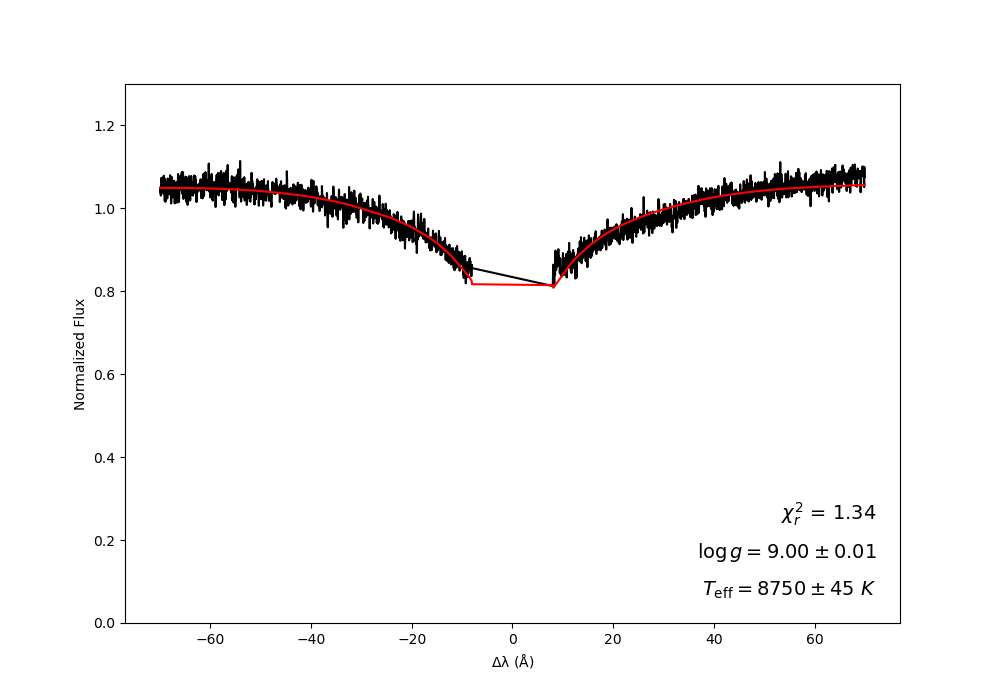 1.2
1.0
0.8
0.6
0.4
0.2
0.0
Normalized Flux
χ²ᵣ = 1.34
log g = 9.00 ± 0.01
T_eff = 8750 ± 45 K
−60 −40 −20 0 20 40 60
Δλ (Å)